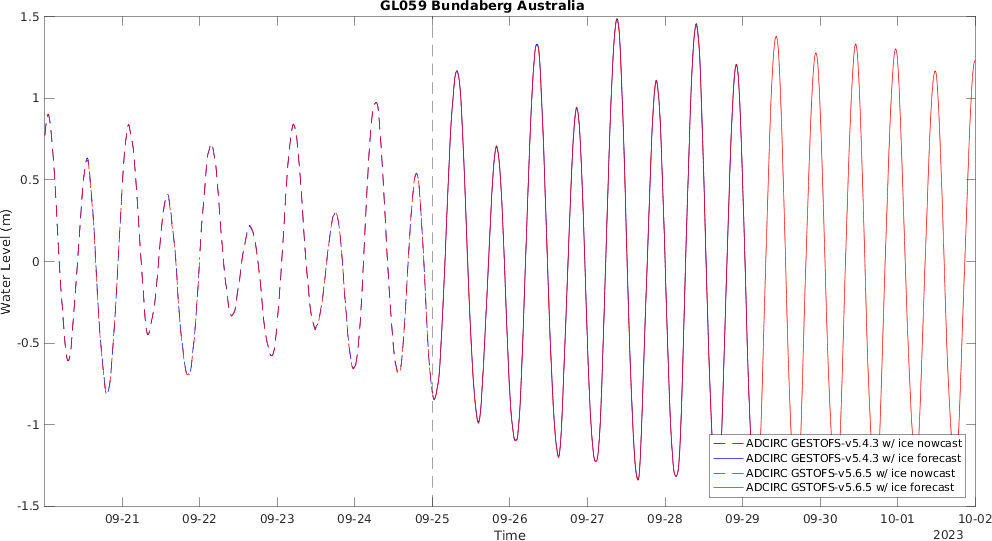 GL059 Bundaberg Australia
1.5
1
0.5
0
-0.5
-1
-1.5
Water Level (m)
ADCIRC GESTOFS-v5.4.3 w/ ice nowcast
ADCIRC GESTOFS-v5.4.3 w/ ice forecast
ADCIRC GSTOFS-v5.6.5 w/ ice nowcast
ADCIRC GSTOFS-v5.6.5 w/ ice forecast
09-21 09-22 09-23 09-24 09-25 09-26 09-27 09-28 09-29 09-30 10-01 10-02
Time 2023